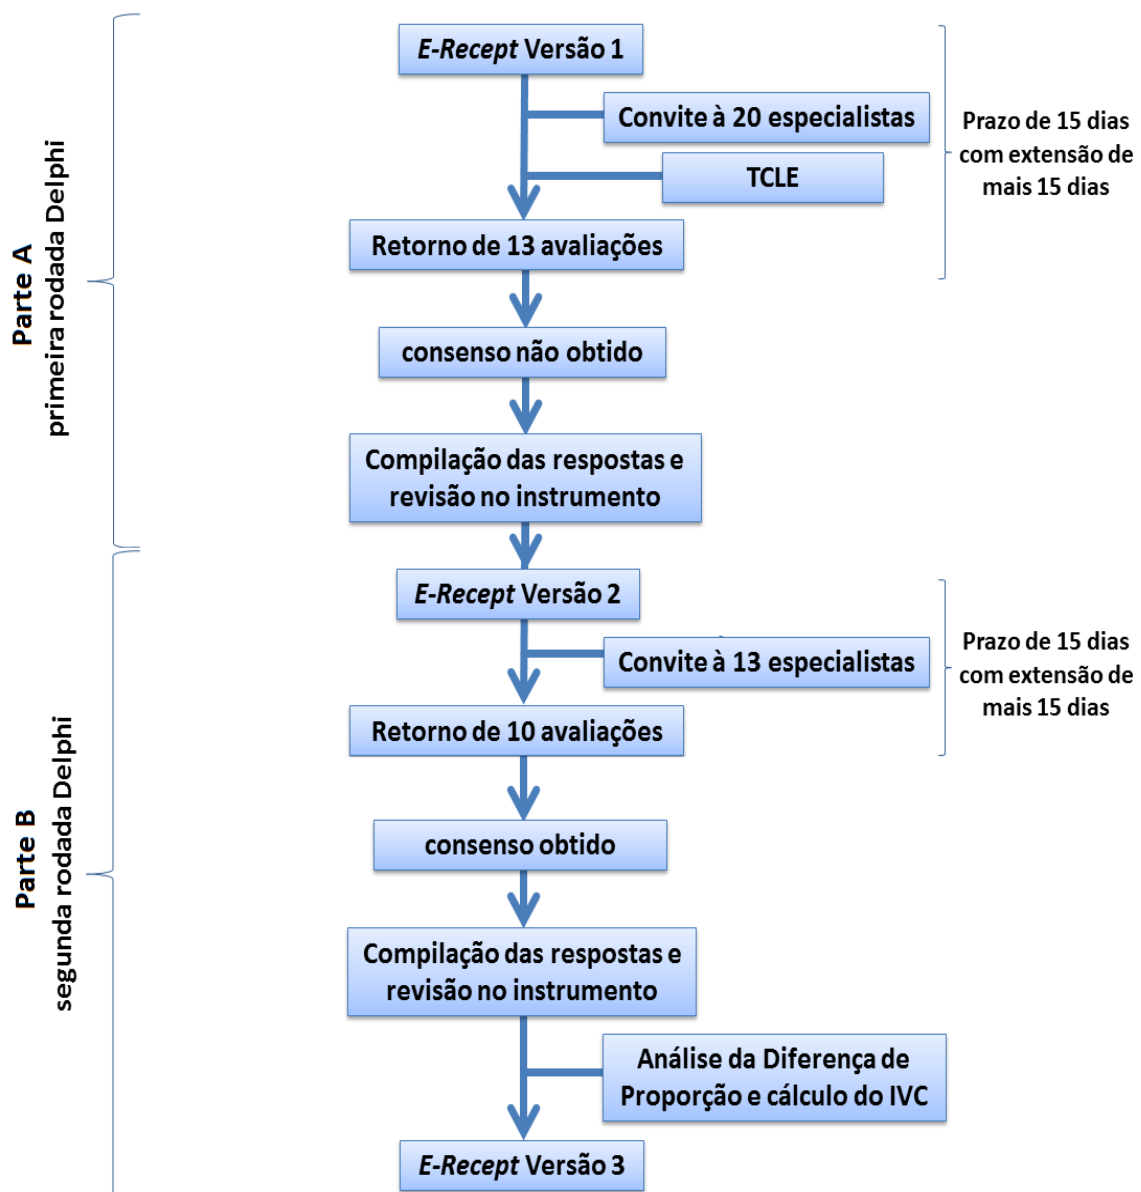 E-Recept Versão 1
Convite à 20 especialistas
TCLE
Prazo de 15 dias
com extensão de
mais 15 dias
Retorno de 13 avaliações
Parte A
primeira rodada Delphi
consenso não obtido
Compilação das respostas e
revisão no instrumento
E-Recept Versão 2
Convite à 13 especialistas
Prazo de 15 dias
com extensão de
mais 15 dias
Retorno de 10 avaliações
Parte B
segunda rodada Delphi
consenso obtido
Compilação das respostas e
revisão no instrumento
Análise da Diferença de
Proporção e cálculo do IVC
E-Recept Versão 3